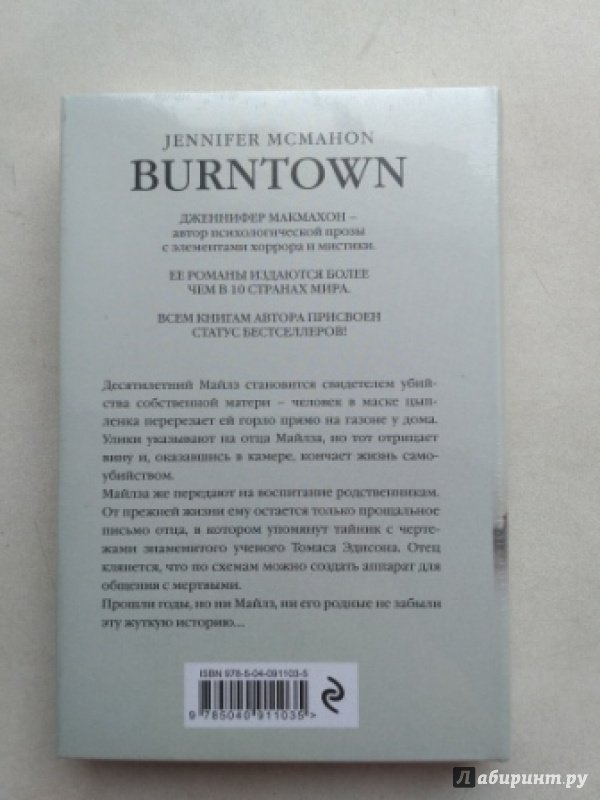 JENNIFER MCMAHON
BURNTOWN
ДЖЕННИФЕР МАКМАХОН –
автор психологической прозы
с элементами хоррора и мистики.
ЕЕ РОМАНЫ ИЗДАЮТСЯ БОЛЕЕ
ЧЕМ В 10 СТРАНАХ МИРА.
ВСЕМ КНИГАМ АВТОРА ПРИСВОЕН
СТАТУС БЕСТСЕЛЛЕРОВ!
Десятилетний Майлз становится свидетелем убий-
ства собственной матери – человек в маске цып-
ленка перерезает ей горло прямо на газоне у дома.
Улики указывают на отца Майлза, но тот отрицает
вину и, оказавшись в камере, кончает жизнь само-
убийством.
Майлза же передают на воспитание родственникам.
От прежней жизни ему остается только прощальное
письмо отца, в котором упомянут тайник с черте-
жами знаменитого ученого Томаса Эдисона. Отец
клянется, что по схемам можно создать аппарат для
общения с мертвыми.
Прошли годы, но ни Майлз, ни его родные не забыли
эту жуткую историю...
ISBN 978-5-04-091103-5
9 785040 911035 >
Лабиринт.ру